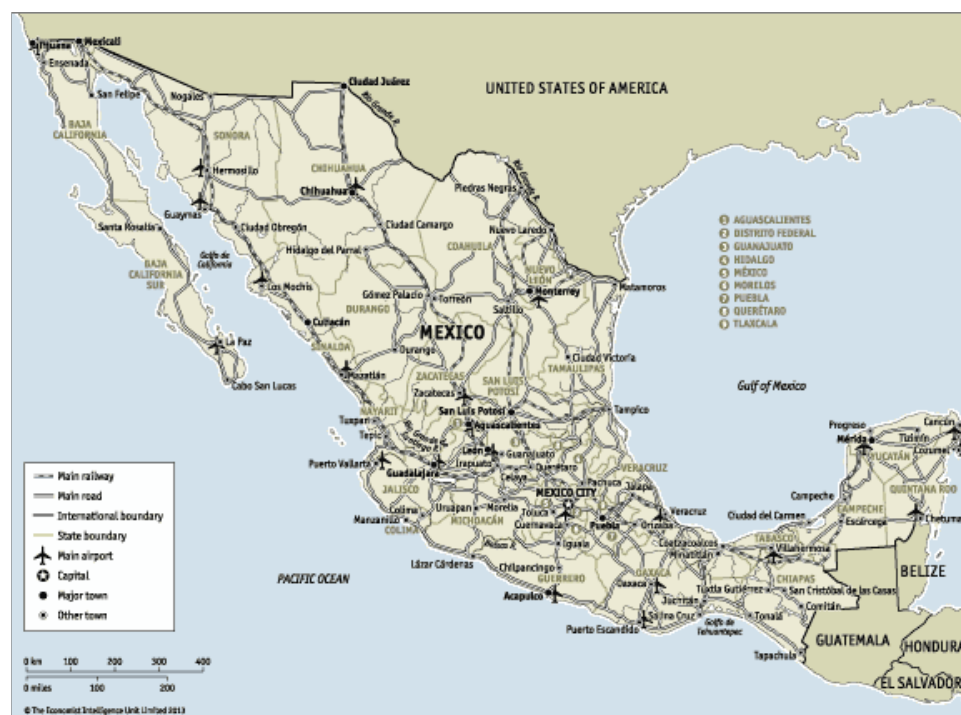 Tijuana
Mexicali
Ensenada
San Felipe
Nogales
Ciudad Juárez
Rio Grande R.
UNITED STATES OF AMERICA
BAJA
CALIFORNIA
SONORA
CHIHUAHUA
Hermosillo
Chihuahua
Piedras Negras
Rio Grande R.
Guaymas
Santa Rosalía
Ciudad Obregón
Ciudad Camargo
Nuevo Laredo
Golfo de
California
Hidalgo del Parral
COAHUILA
NUEVO
LEÓN
BAJA
CALIFORNIA
SUR
Los Mochis
Gómez Palacio
Torreón
Monterrey
Matamoros
Saltillo
DURANGO
Culiacán
MEXICO
SINALOA
La Paz
Durango
Ciudad Victoria
TAMAULIPAS
Cabo San Lucas
Mazatlán
ZACATECAS
Zacatecas
SAN LUIS
POTOSÍ
San Luis Potosí
Tampico
NAYARIT
Tuxpan
Tepic
Aguascalientes
León
Guanajuato
Irapuato
Puerto Vallarta
Guadalajara
Querétaro
Celaya
VERACRUZ
Pachuca
JALISCO
MEXICO CITY
Jalapa
Colima
Uruapan
Morelia
Toluca
Veracruz
Manzanillo
COLIMA
MICHOACÁN
Cuernavaca
Puebla
Orizaba
Iguala
Coatzacoalcos
Minatitlán
Lázaro Cárdenas
Chilpancingo
GUERRERO
OAXACA
Oaxaca
Acapulco
Juchitán
Salina Cruz
Puerto Escondido
Golfo de
Tehuantepec
TABASCO
Villahermosa
CHIAPAS
Tuxtla Gutiérrez
San Cristóbal de las Casas
Comitán
Tonalá
Tapachula
Ciudad del Carmen
Campeche
CAMPECHE
Escárcega
Progreso
Mérida
YUCATÁN
Tizimín
Cancún
Cozumel
QUINTANA ROO
Chetumal
BELIZE
GUATEMALA
HONDURA
EL SALVADOR
Gulf of Mexico
PACIFIC OCEAN
1 AGUASCALIENTES
2 DISTRITO FEDERAL
3 GUANAJUATO
4 HIDALGO
5 MÉXICO
6 MORELOS
7 PUEBLA
8 QUERÉTARO
9 TLAXCALA
Main railway
Main road
International boundary
State boundary
Main airport
Capital
Major town
Other town
0 km 100 200 300 400
0 miles 100 200
© The Economist Intelligence Unit Limited 2013